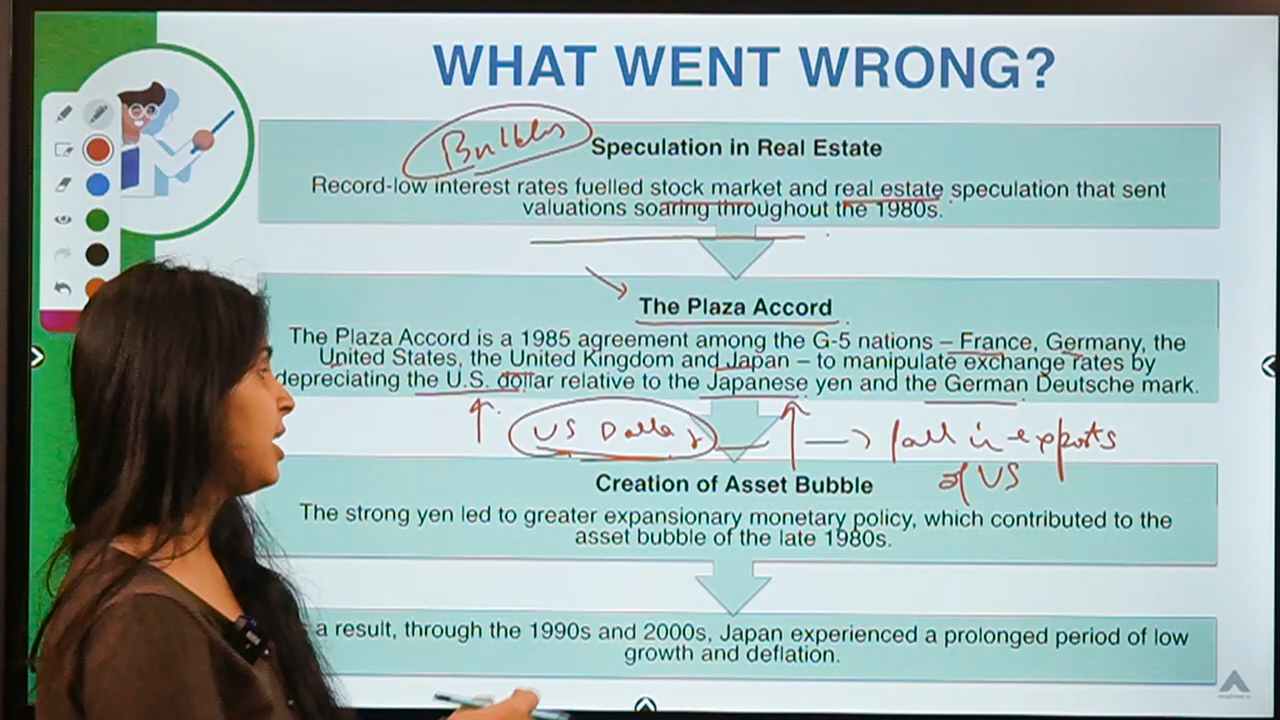 WHAT WENT WRONG?
Bubbles
Speculation in Real Estate
Record-low interest rates fuelled stock market and real estate speculation that sent
valuations soaring throughout the 1980s.
The Plaza Accord
The Plaza Accord is a 1985 agreement among the G-5 nations – France, Germany, the
United States, the United Kingdom and Japan – to manipulate exchange rates by
depreciating the U.S. dollar relative to the Japanese yen and the German Deutsche mark.
US Dollar
fall in exports
of US
Creation of Asset Bubble
The strong yen led to greater expansionary monetary policy, which contributed to the
asset bubble of the late 1980s.
a result, through the 1990s and 2000s, Japan experienced a prolonged period of low
growth and deflation.